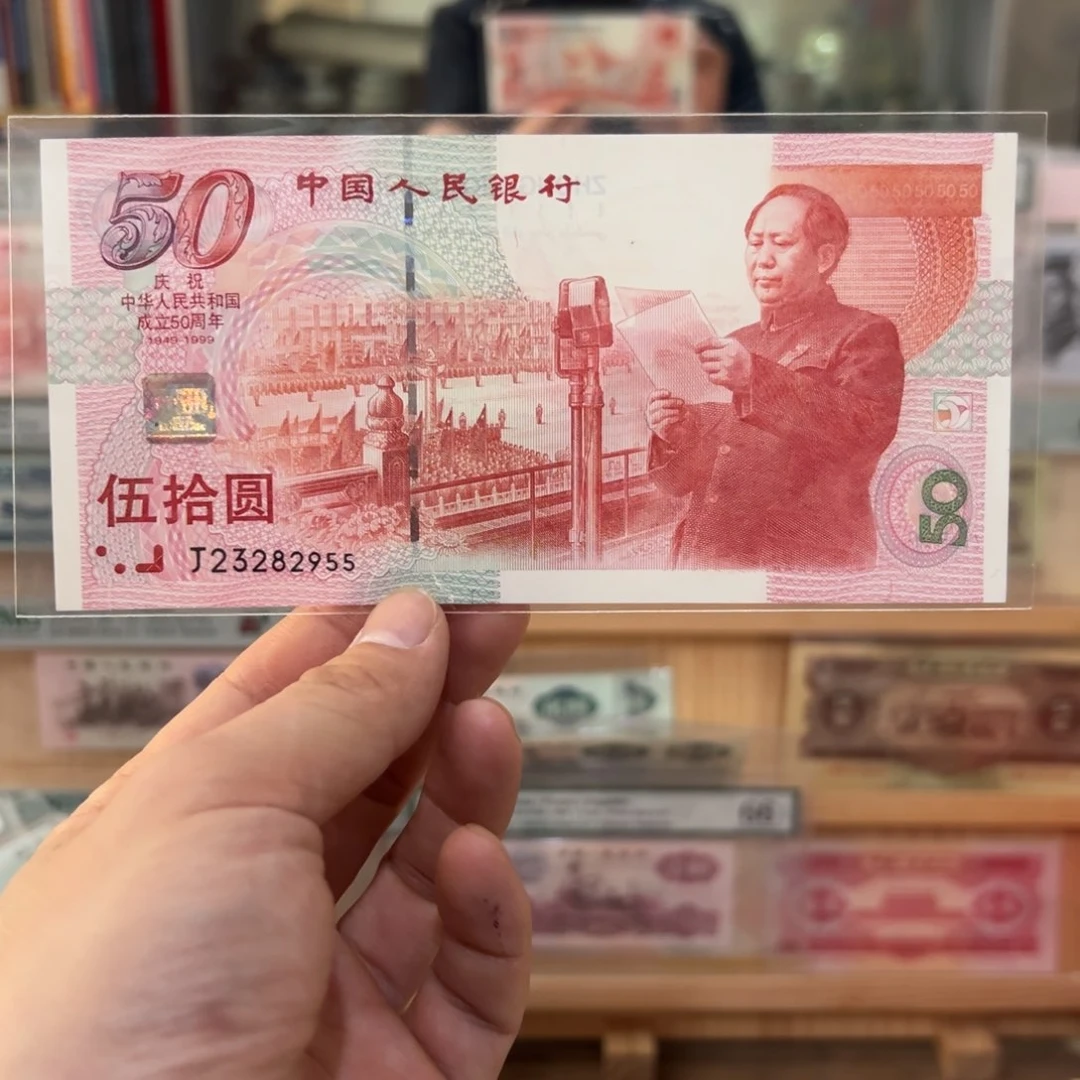 50
中国人民银行
庆祝
中华人民共和国
成立50周年
1949-1999
伍拾圆
J23282955
50